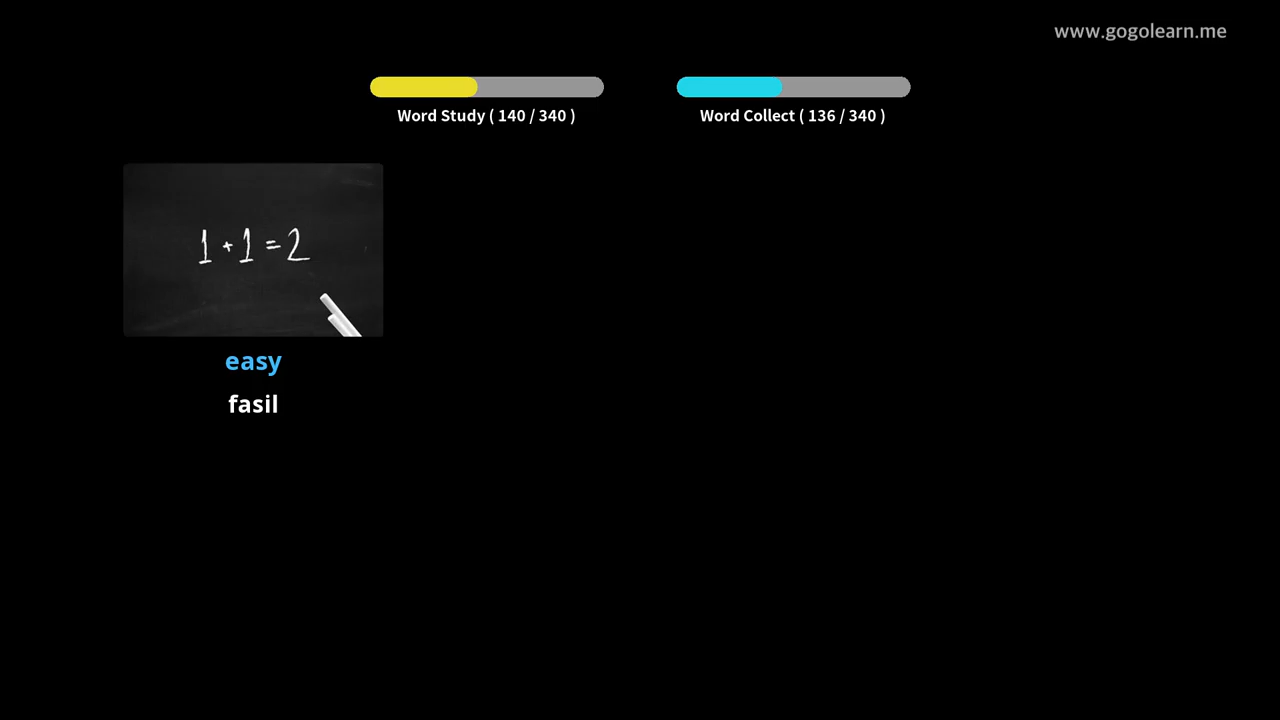 www.gogolearn.me
Word Study ( 140 / 340 )
Word Collect ( 136 / 340 )
1 + 1 = 2
easy
fasil